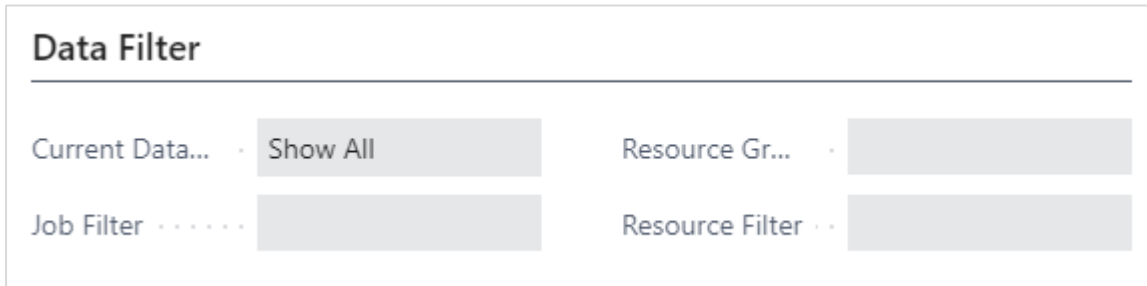 Data Filter
Current Data... Show All
Resource Gr...
Job Filter
Resource Filter